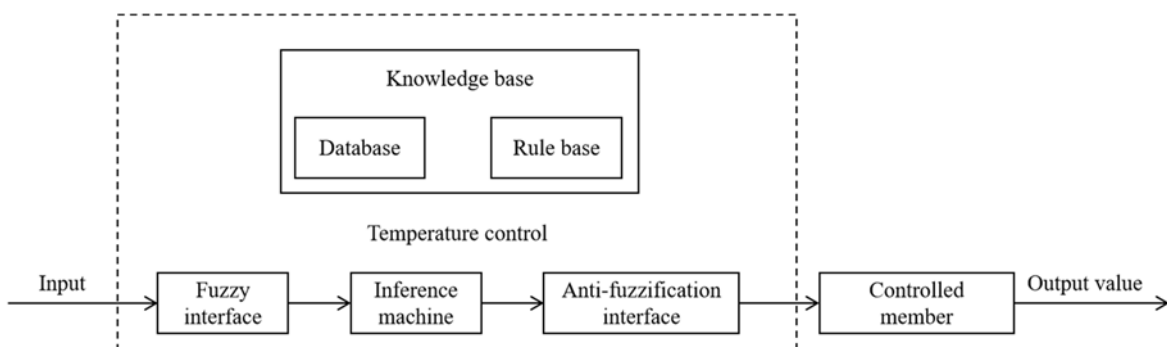 Knowledge base
Database
Rule base
Temperature control
Input
Fuzzy
interface
Inference
machine
Anti-fuzzification
interface
Controlled
member
Output value